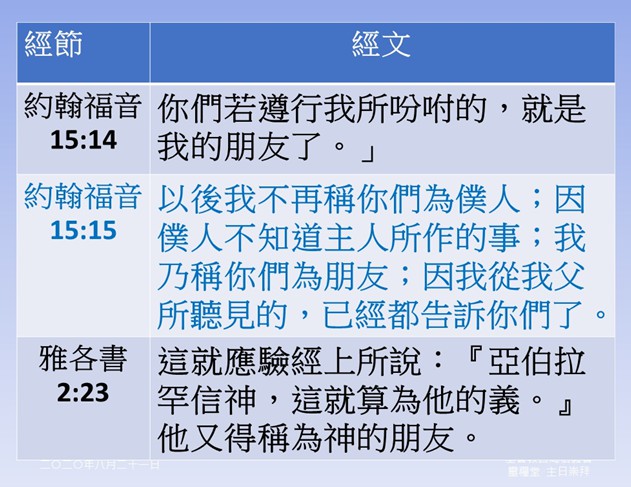 經節 經文
約翰福音
15:14
你們若遵行我所吩咐的，就是
我的朋友了。」
約翰福音
15:15
以後我不再稱你們為僕人；因
僕人不知道主人所作的事；我
乃稱你們為朋友；因我從我父
所聽見的，已經都告訴你們了。
雅各書
2:23
這就應驗經上所說：『亞伯拉
罕信神，這就算為他的義。』
他又得稱為神的朋友。
二〇二〇年八月二十一日
主日崇拜